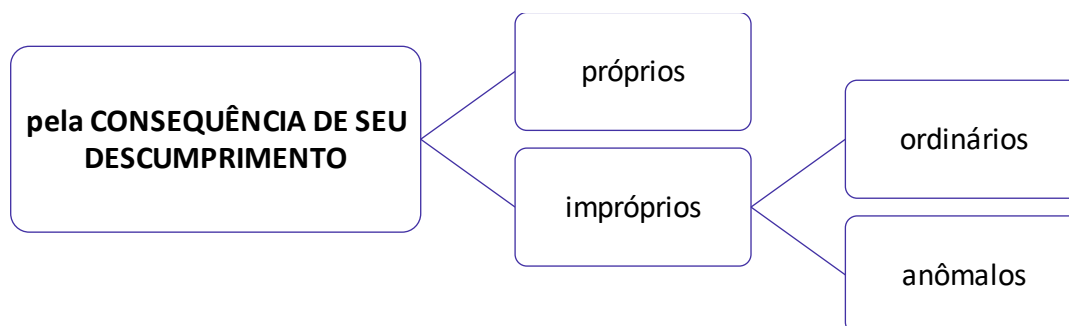 pela CONSEQUÊNCIA DE SEU
DESCUMPRIMENTO
próprios
impróprios
ordinários
anômalos